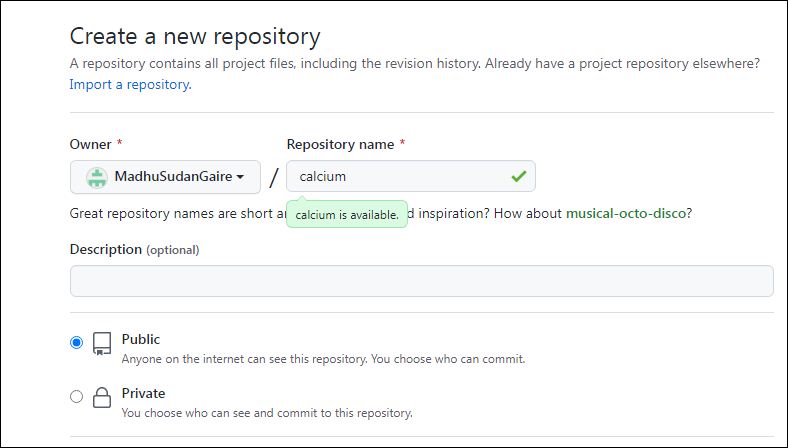 Create a new repository
A repository contains all project files, including the revision history. Already have a project repository elsewhere?
Import a repository.
Owner * Repository name *
MadhuSudanGaire / calcium
Great repository names are short d inspiration? How about musical-octo-disco?
calcium is available.
Description (optional)
Public
Anyone on the internet can see this repository. You choose who can commit.
Private
You choose who can see and commit to this repository.